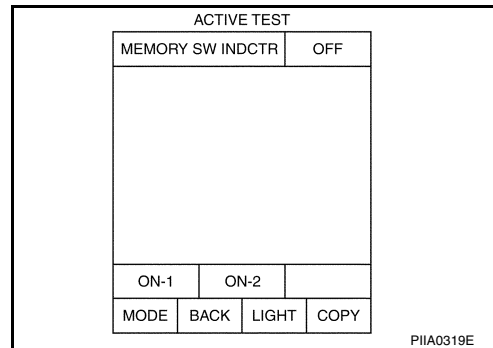 ACTIVE TEST
MEMORY SW INDCTR OFF
ON-1 ON-2
MODE BACK LIGHT COPY
PIIA0319E